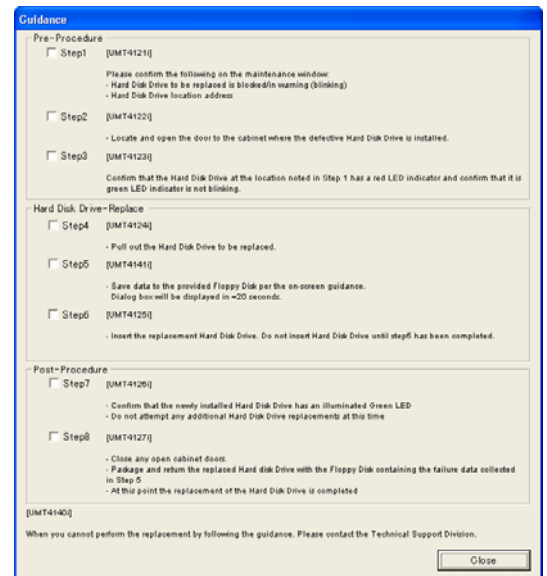 Guidance
Pre-Procedure
Step1 [UMT4121i]
Please confirm the following on the maintenance window:
- Hard Disk Drive to be replaced is blocked/in warning (blinking)
- Hard Disk Drive location address
Step2 [UMT4122i]
- Locate and open the door to the cabinet where the defective Hard Disk Drive is installed.
Step3 [UMT4123i]
Confirm that the Hard Disk Drive at the location noted in Step 1 has a red LED indicator and confirm that it is
green LED indicator is not blinking.
Hard Disk Drive-Replace
Step4 [UMT4124i]
- Pull out the Hard Disk Drive to be replaced.
Step5 [UMT4141i]
- Save data to the provided Floppy Disk per the on-screen guidance.
Dialog box will be displayed in =20 seconds.
Step6 [UMT4125i]
- Insert the replacement Hard Disk Drive. Do not insert Hard Disk Drive until step5 has been completed.
Post-Procedure
Step7 [UMT4126i]
- Confirm that the newly installed Hard Disk Drive has an illuminated Green LED
- Do not attempt any additional Hard Disk Drive replacements at this time
Step8 [UMT4127i]
- Close any open cabinet doors.
- Package and return the replaced Hard disk Drive with the Floppy Disk containing the failure data collected
in Step 5
- At this point the replacement of the Hard Disk Drive is completed
[UMT4140i]
When you cannot perform the replacement by following the guidance. Please contact the Technical Support Division.
Close